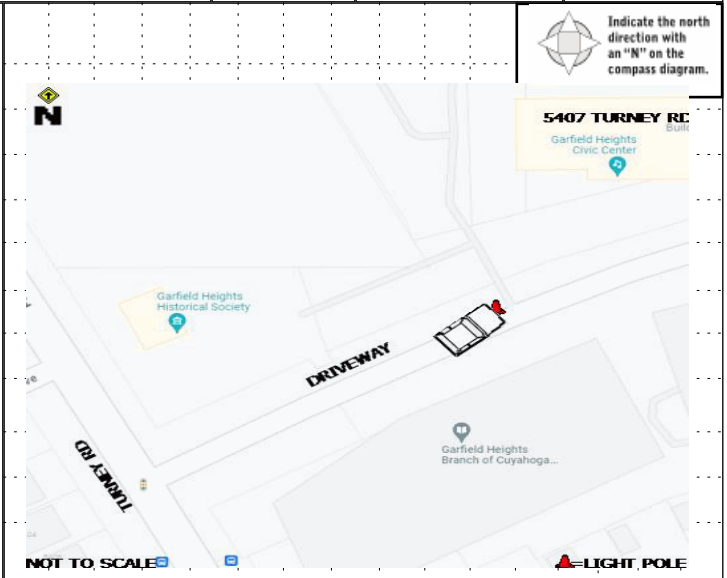 Indicate the north
direction with
an "N" on the
compass diagram.
N
5407 TURNEY RD
Garfield Heights
Civic Center
Garfield Heights
Historical Society
DRIVEWAY
TURNEY RD
Garfield Heights
Branch of Cuyahoga...
NOT TO SCALE
=LIGHT POLE